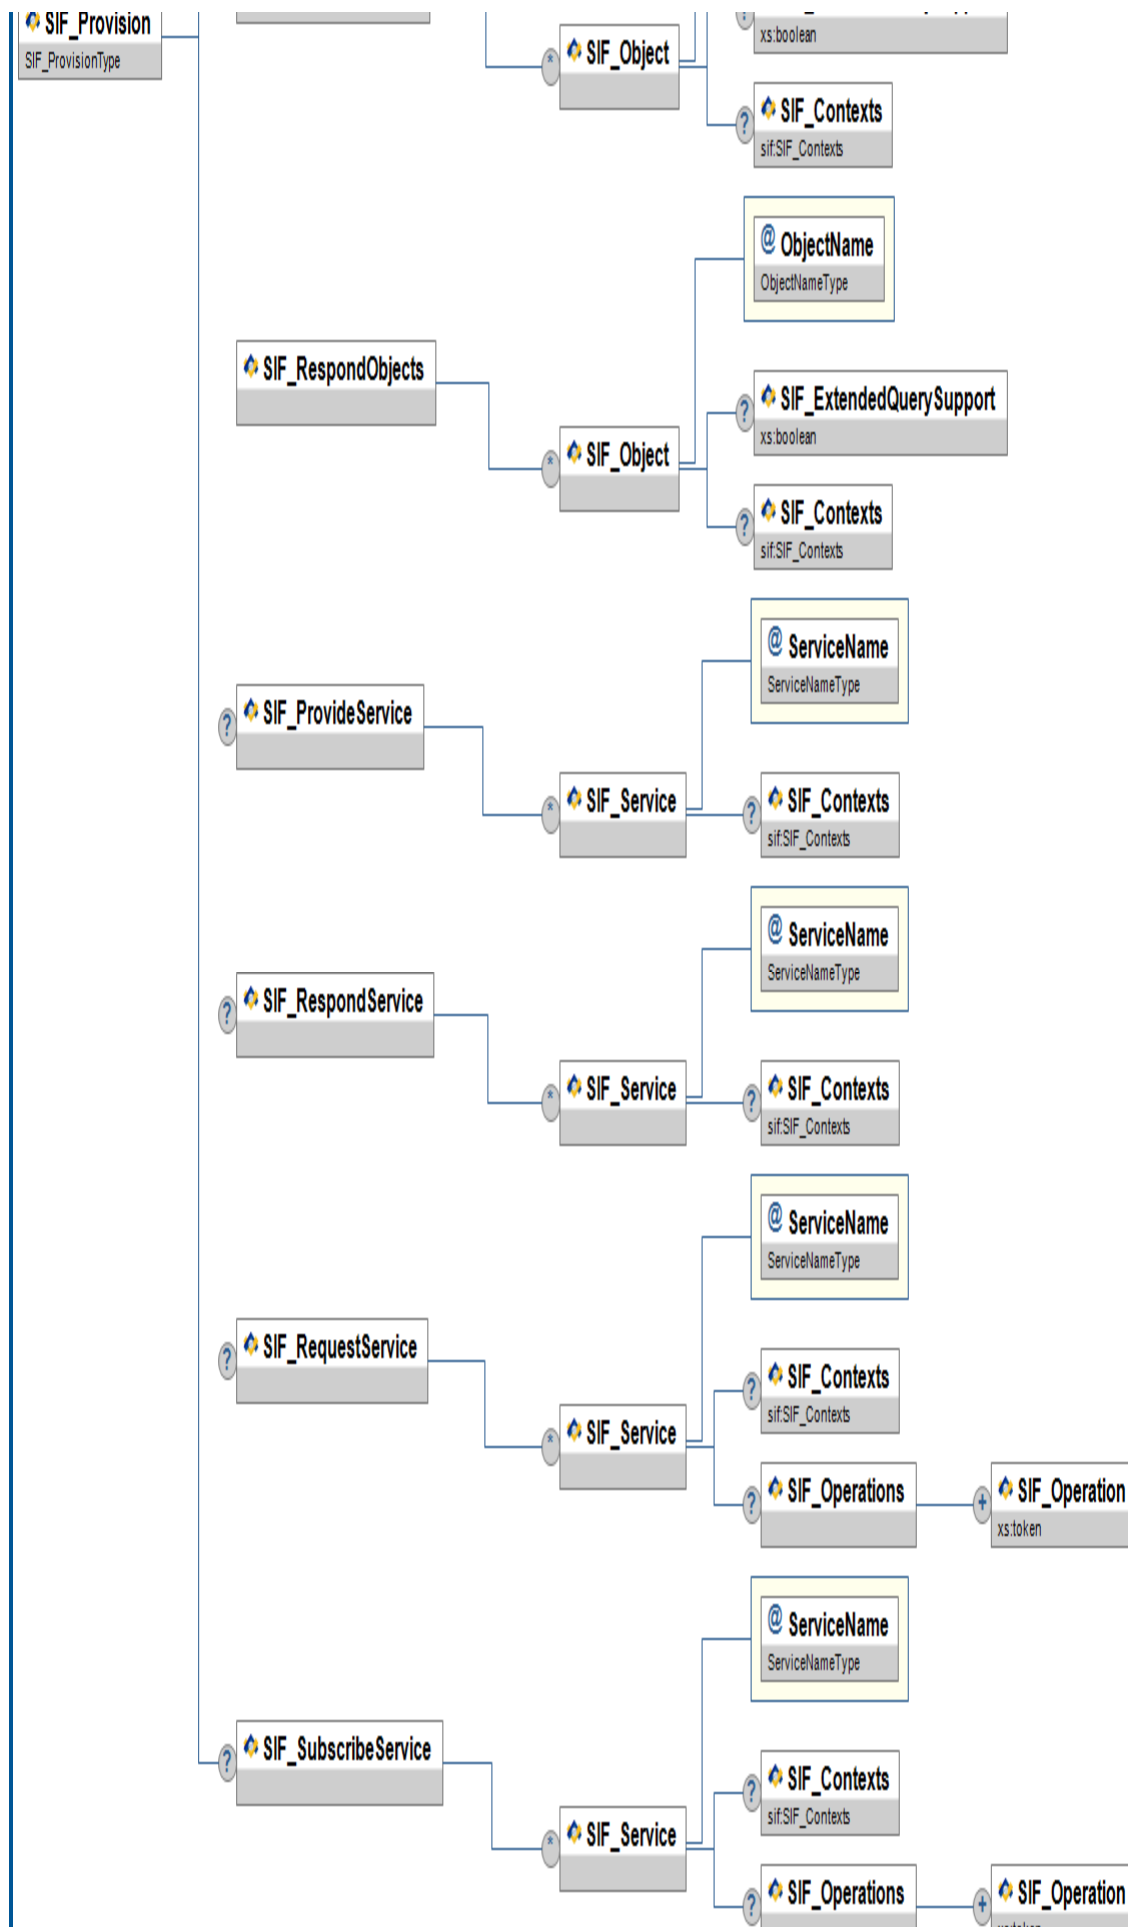 SIF_Provision
SIF_ProvisionType
SIF_Object
xs:boolean
SIF_Contexts
sif:SIF_Contexts
@ ObjectName
ObjectNameType
SIF_RespondObjects
* SIF_Object
? SIF_ExtendedQuerySupport
xs:boolean
? SIF_Contexts
sif:SIF_Contexts
@ ServiceName
ServiceNameType
? SIF_ProvideService
* SIF_Service
? SIF_Contexts
sif:SIF_Contexts
@ ServiceName
ServiceNameType
? SIF_RespondService
* SIF_Service
? SIF_Contexts
sif:SIF_Contexts
@ ServiceName
ServiceNameType
? SIF_RequestService
* SIF_Service
? SIF_Contexts
sif:SIF_Contexts
? SIF_Operations
+ SIF_Operation
xs:token
@ ServiceName
ServiceNameType
? SIF_SubscribeService
* SIF_Service
? SIF_Contexts
sif:SIF_Contexts
? SIF_Operations
+ SIF_Operation